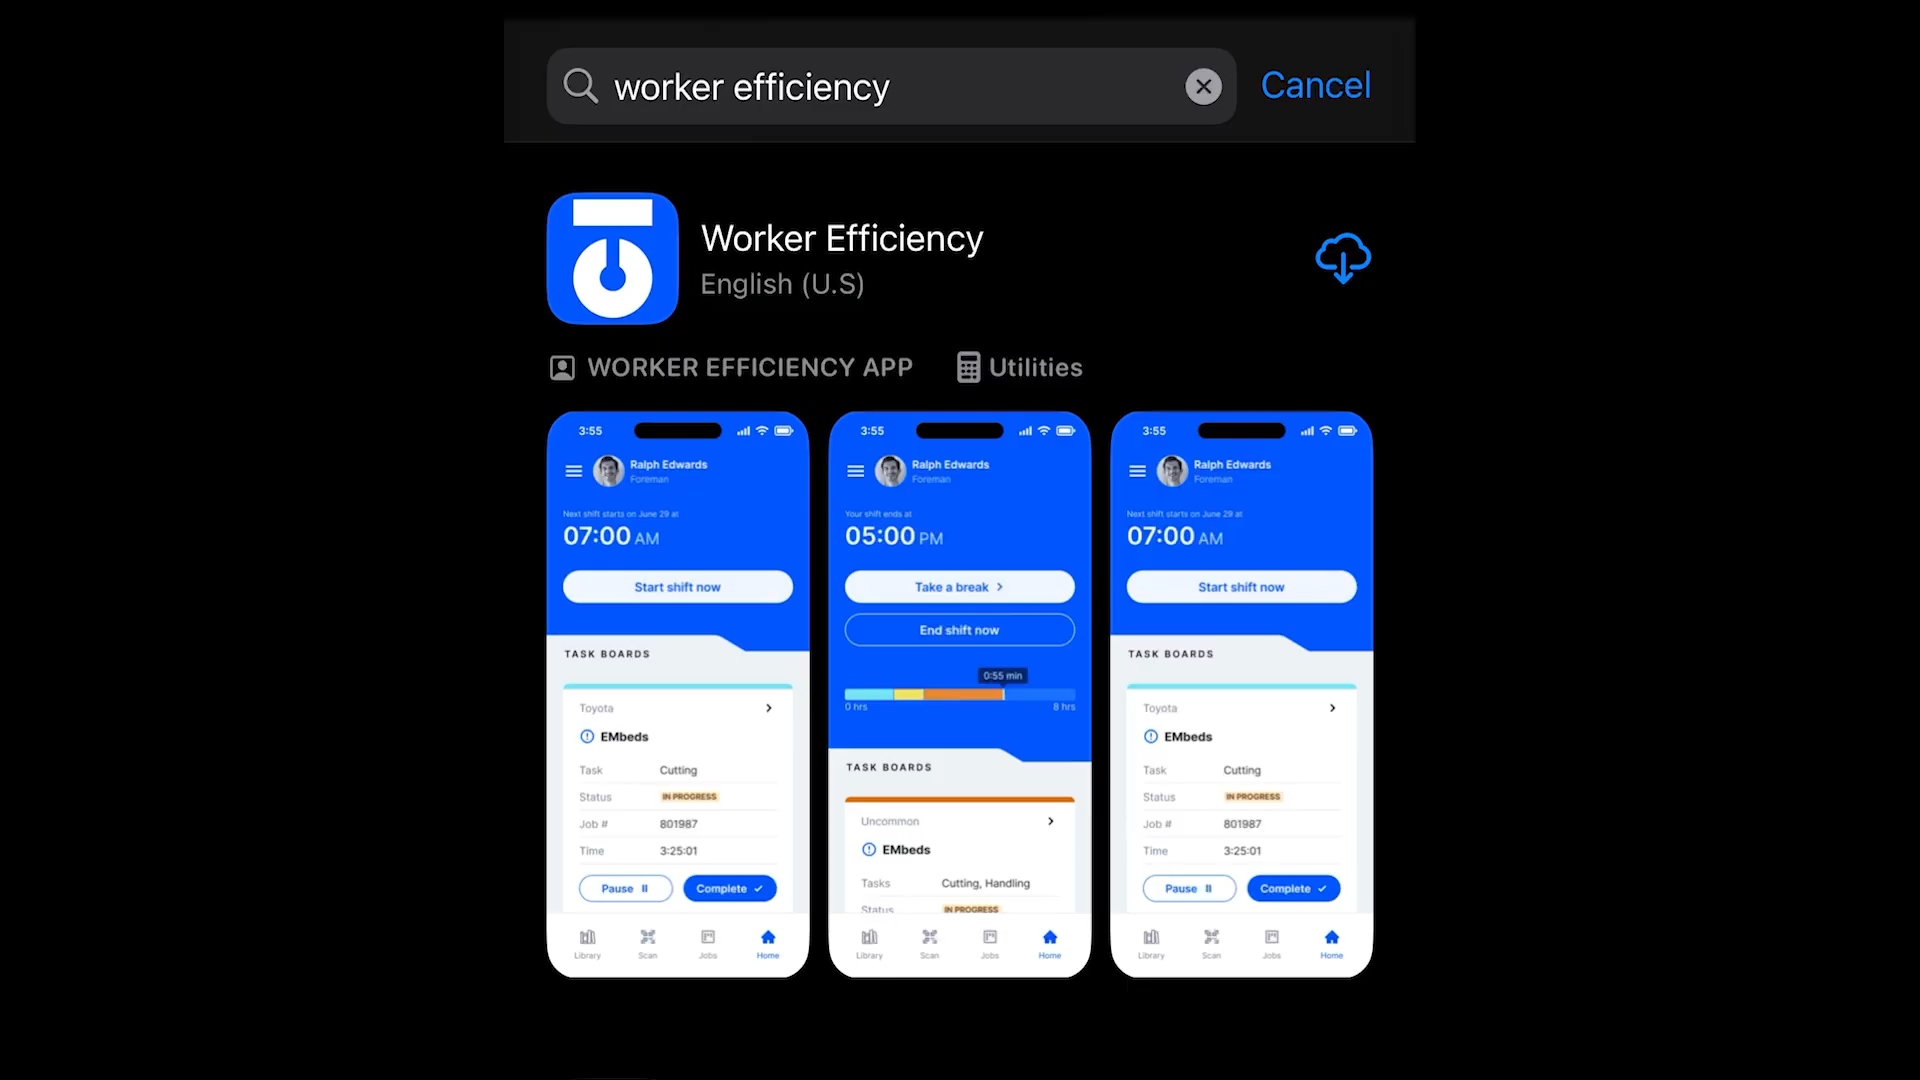 worker efficiency
Cancel
Worker Efficiency
English (U.S)
WORKER EFFICIENCY APP
Utilities
3:55
Ralph Edwards
Foreman
Next shift starts on June 29 at
07:00 AM
Start shift now
TASK BOARDS
Toyota
EMbeds
Task Cutting
Status IN PROGRESS
Job # 801987
Time 3:25:01
Pause
Complete
Library Scan Jobs Home
3:55
Ralph Edwards
Foreman
Your shift ends at
05:00 PM
Take a break
End shift now
0:55 min
0 hrs 8 hrs
TASK BOARDS
Uncommon
EMbeds
Tasks Cutting, Handling
Status IN PROGRESS
Library Scan Jobs Home
3:55
Ralph Edwards
Foreman
Next shift starts on June 29 at
07:00 AM
Start shift now
TASK BOARDS
Toyota
EMbeds
Task Cutting
Status IN PROGRESS
Job # 801987
Time 3:25:01
Pause
Complete
Library Scan Jobs Home